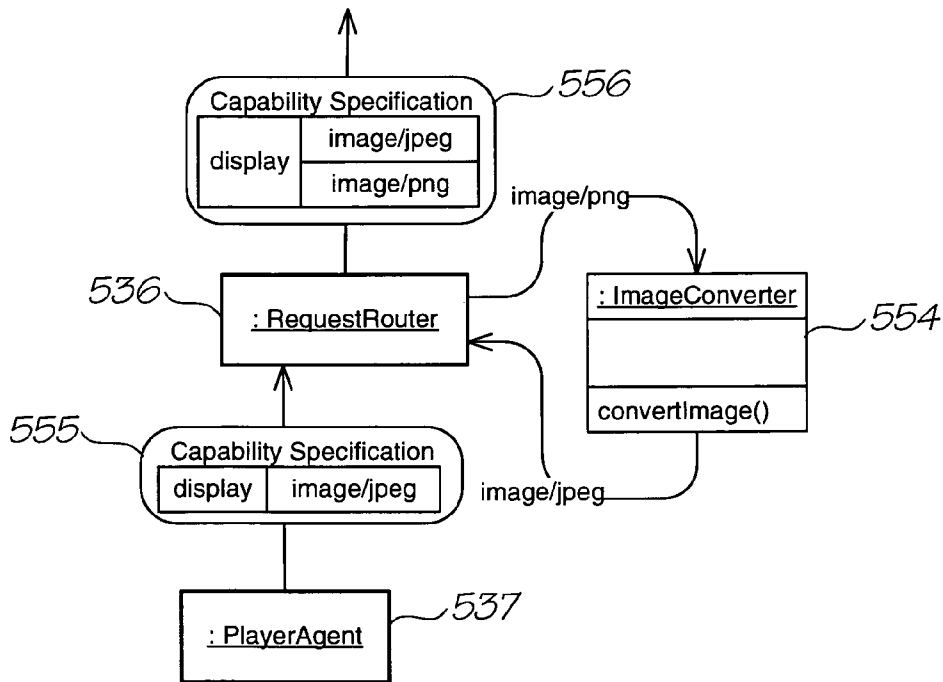 556
Capability Specification
display
image/jpeg
image/png
image/png
536
: RequestRouter
: ImageConverter
554
convertImage()
555
Capability Specification
display
image/jpeg
image/jpeg
537
: PlayerAgent